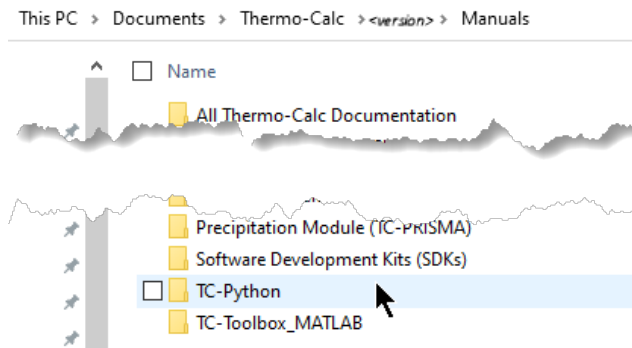 This PC > Documents > Thermo-Calc > <version> > Manuals
Name
All Thermo-Calc Documentation
Precipitation Module (TC-PRISMA)
Software Development Kits (SDKs)
TC-Python
TC-Toolbox_MATLAB